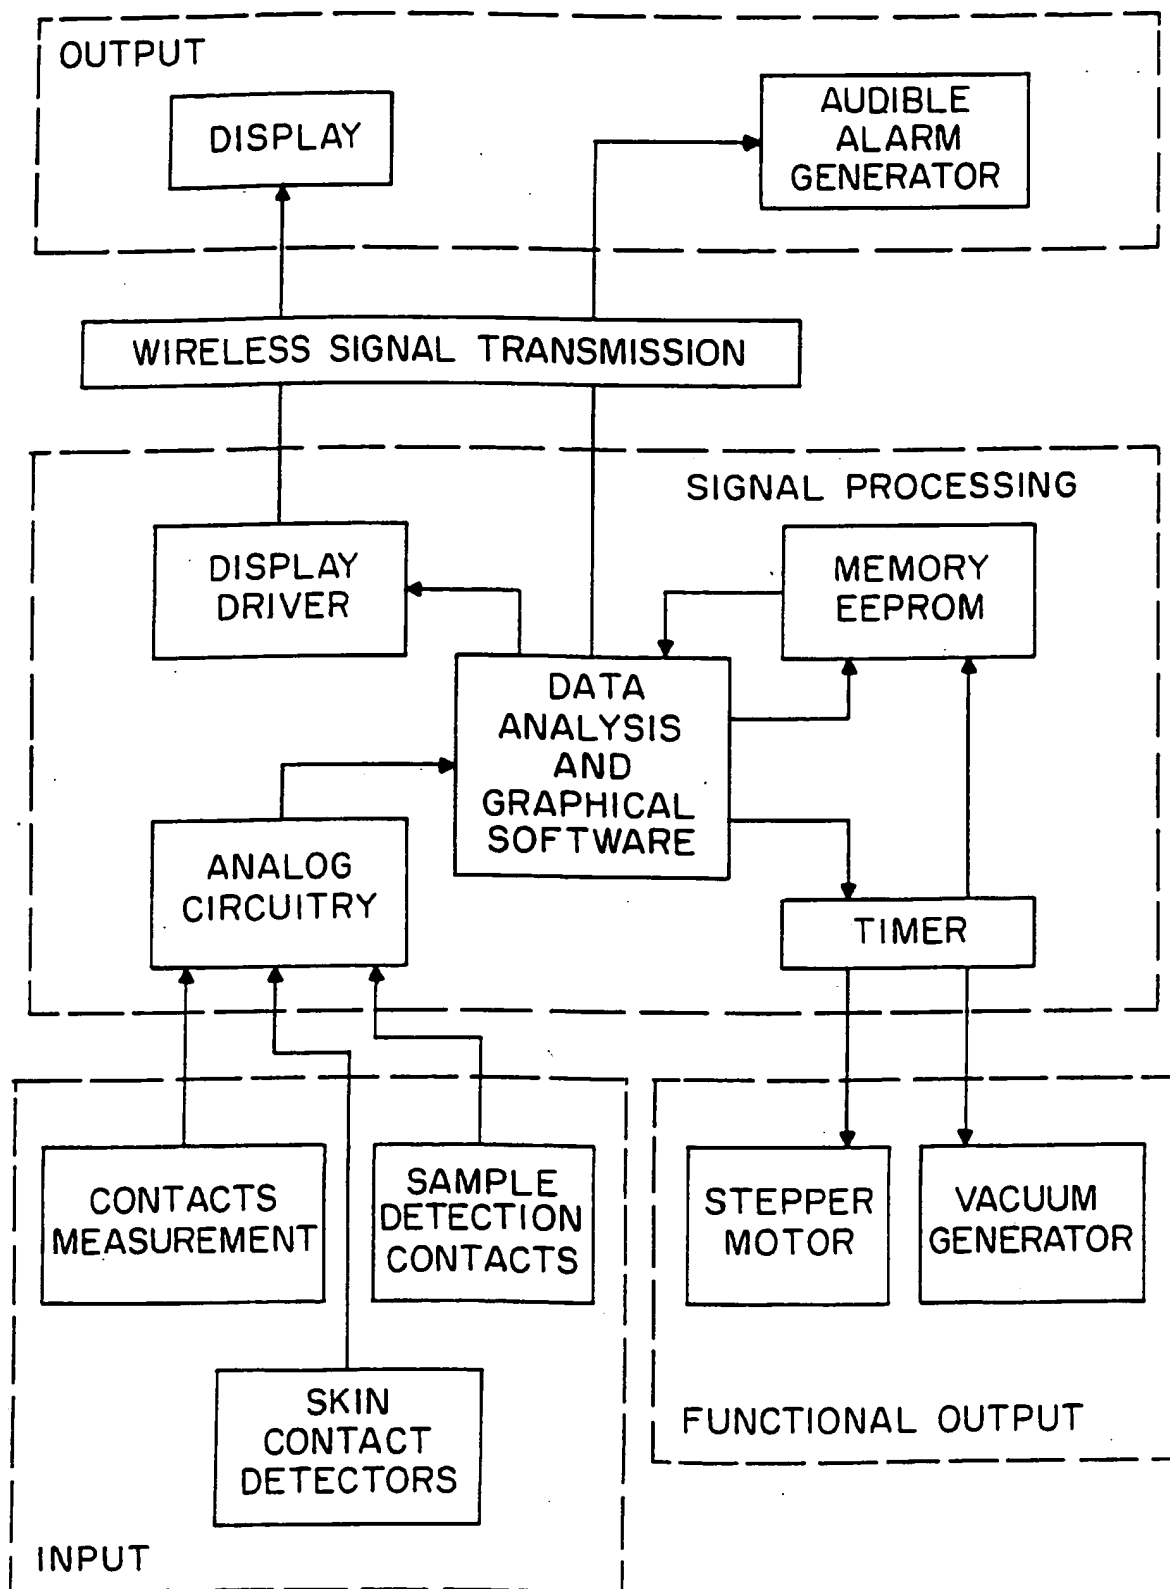 OUTPUT
DISPLAY
AUDIBLE
ALARM
GENERATOR
WIRELESS SIGNAL TRANSMISSION
SIGNAL PROCESSING
DISPLAY
DRIVER
MEMORY
EEPROM
DATA
ANALYSIS
AND
GRAPHICAL
SOFTWARE
ANALOG
CIRCUITRY
TIMER
CONTACTS
MEASUREMENT
SAMPLE
DETECTION
CONTACTS
STEPPER
MOTOR
VACUUM
GENERATOR
SKIN
CONTACT
DETECTORS
FUNCTIONAL OUTPUT
INPUT